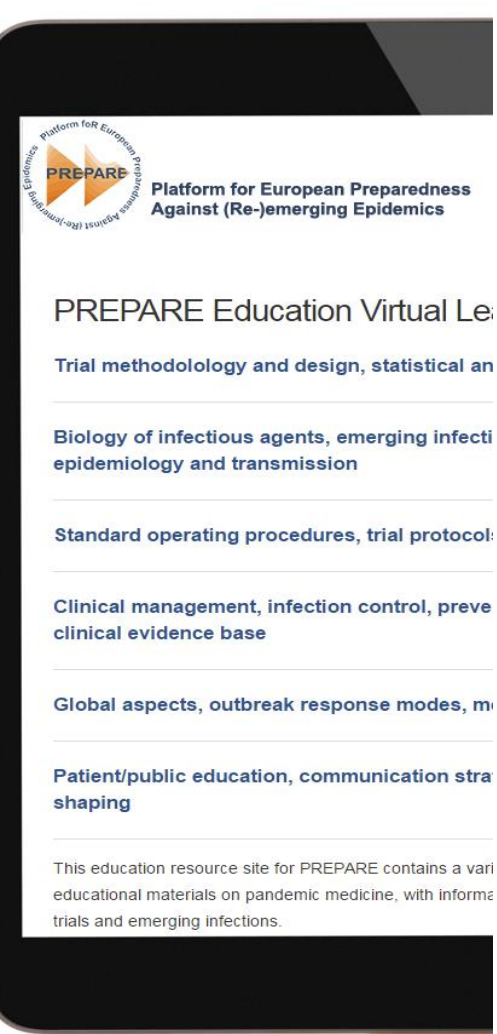 Platform foR European Preparedness Against (Re-)emerging Epidemics
PREPARE
Platform for European Preparedness
Against (Re-)emerging Epidemics
PREPARE Education Virtual Lea
Trial methodolology and design, statistical an
Biology of infectious agents, emerging infecti
epidemiology and transmission
Standard operating procedures, trial protocols
Clinical management, infection control, preve
clinical evidence base
Global aspects, outbreak response modes, m
Patient/public education, communication stra
shaping
This education resource site for PREPARE contains a vari
educational materials on pandemic medicine, with informa
trials and emerging infections.